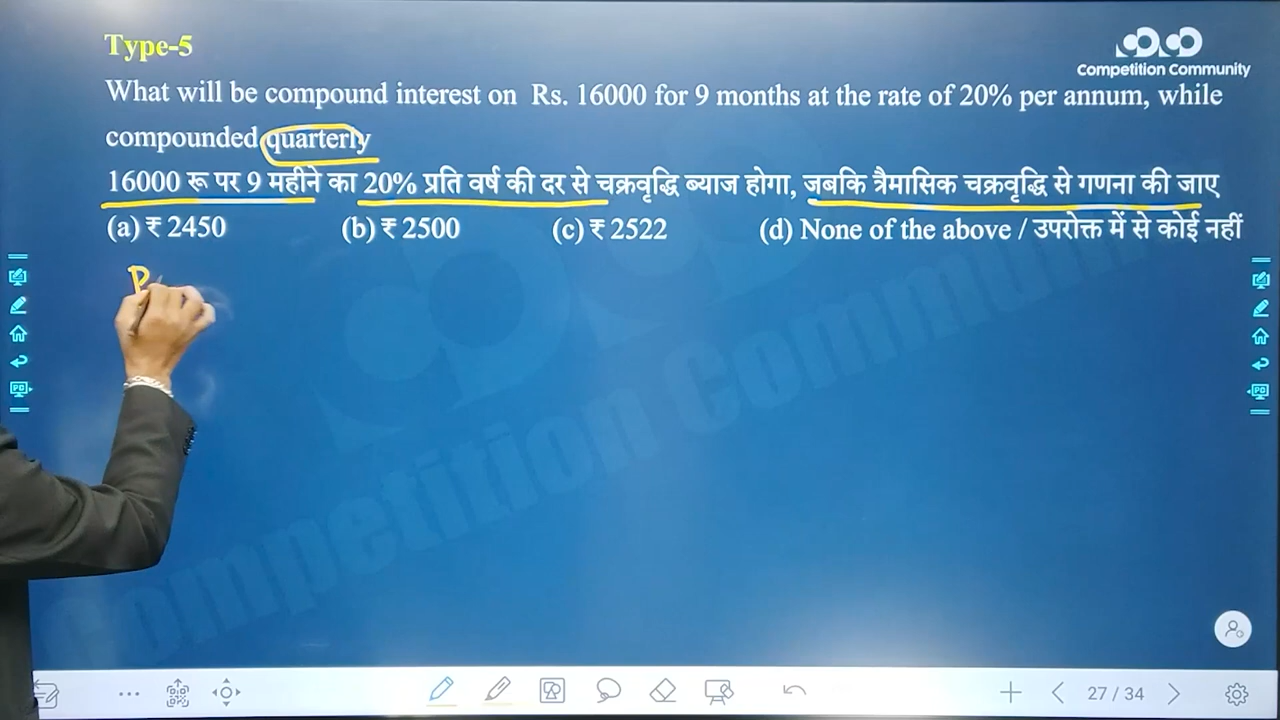 Type-5
Competition Community
What will be compound interest on Rs. 16000 for 9 months at the rate of 20% per annum, while
compounded quarterly
16000 रू पर 9 महीने का 20% प्रति वर्ष की दर से चक्रवृद्धि ब्याज होगा, जबकि त्रैमासिक चक्रवृद्धि से गणना की जाए
(a) ₹ 2450 (b) ₹ 2500 (c) ₹ 2522 (d) None of the above / उपरोक्त में से कोई नहीं
Competition Community
27 / 34